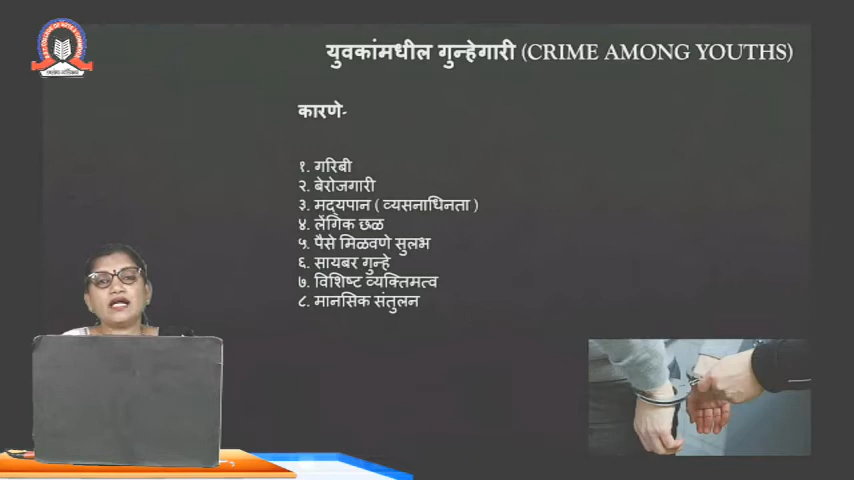 युवकांमधील गुन्हेगारी (CRIME AMONG YOUTHS)
कारणे-
१. गरिबी
२. बेरोजगारी
३. मद्यपान ( व्यसनाधिनता )
४. लेंगिक छळ
५. पैसे मिळवणे सुलभ
६. सायबर गुन्हे
७. विशिष्ट व्यक्तिमत्व
८. मानसिक संतुलन